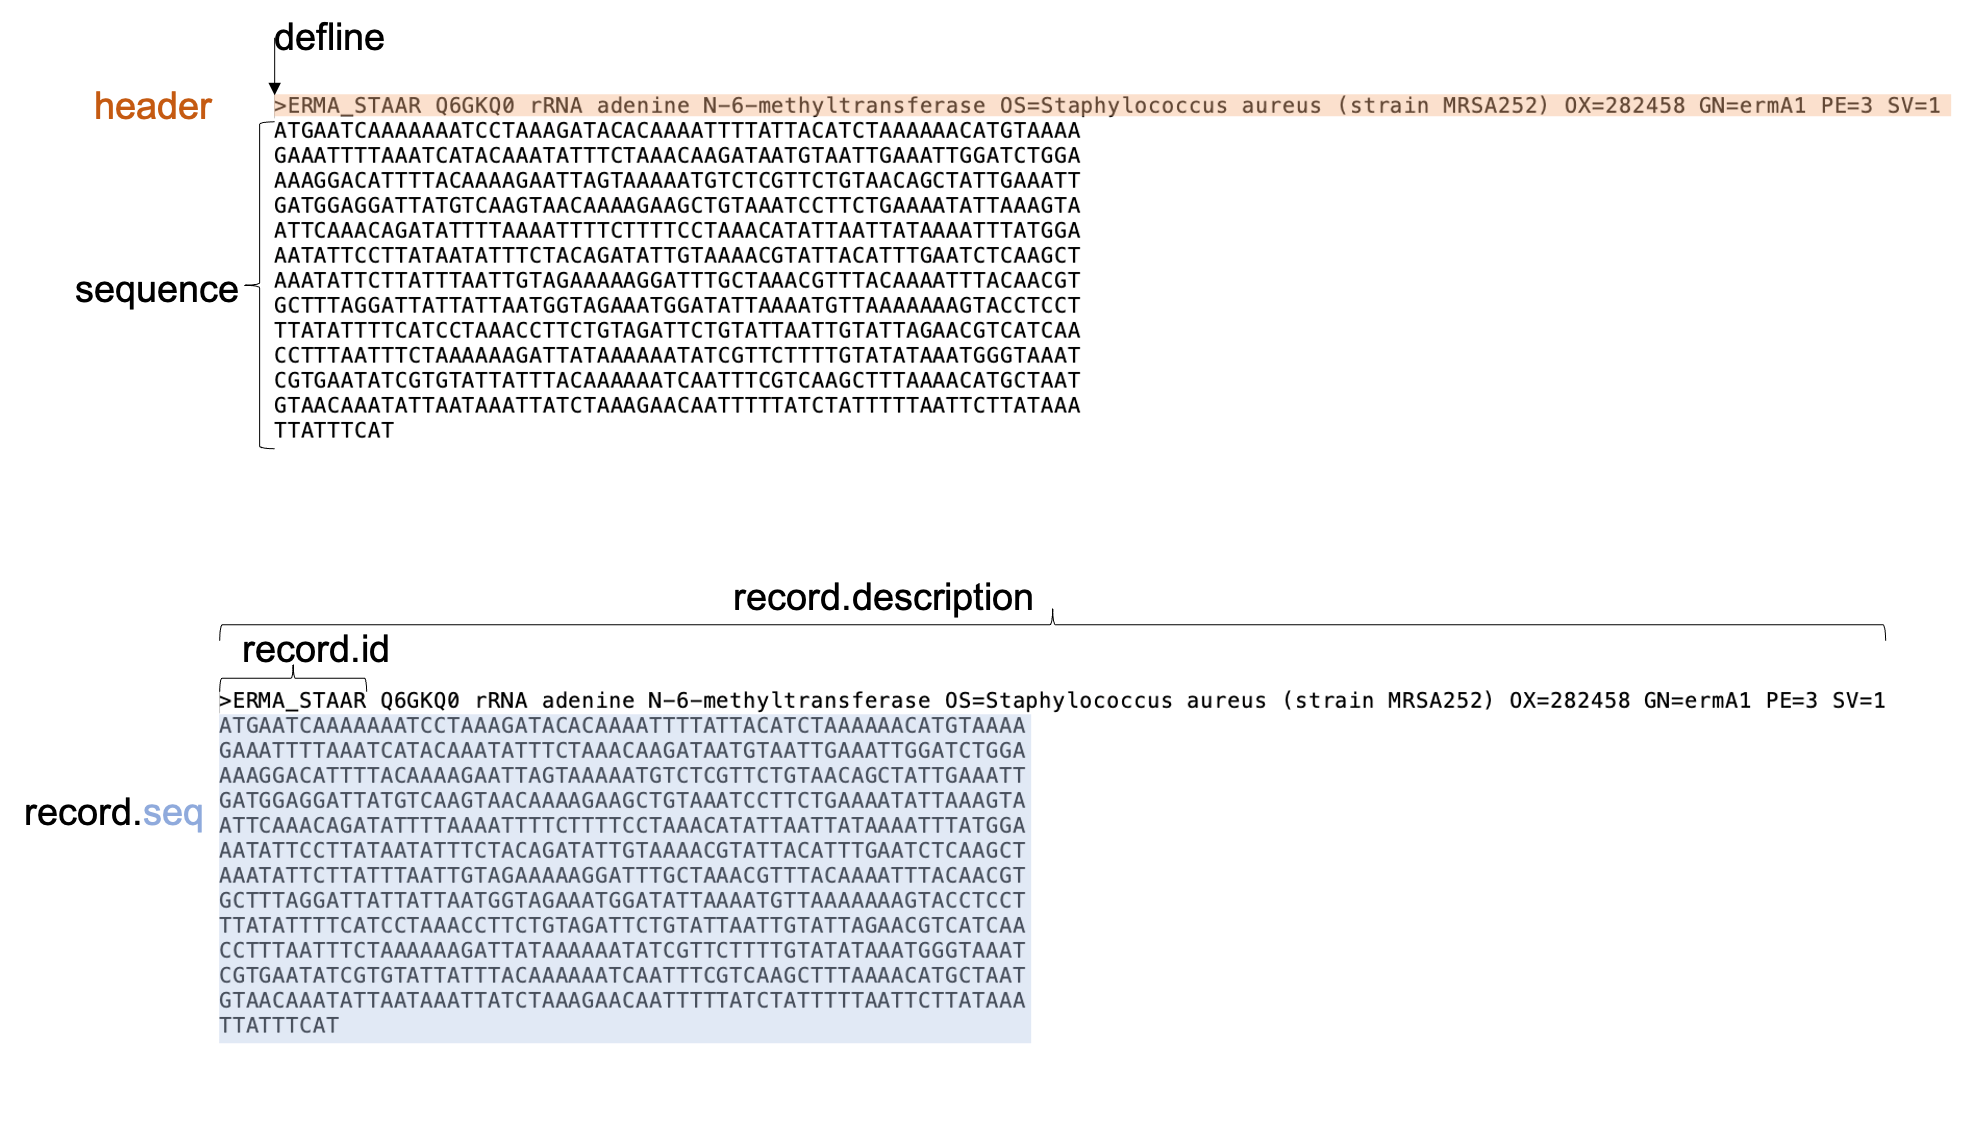 defline
header
>ERMA_STAAR Q6GKQ0 rRNA adenine N-6-methyltransferase OS=Staphylococcus aureus (strain MRSA252) OX=282458 GN=ermA1 PE=3 SV=1
ATGAATCAAAAAAATCCTAAAGATACACAAAATTTTATTACATCTAAAAAACATGTAAAA
GAAATTTTAAATCATACAAATATTTCTAAACAAGATAATGTAATTGAAATTGGATCTGGA
AAAGGACATTTTACAAAAGAATTAGTAAAAATGTCTCGTTCTGTAACAGCTATTGAAATT
GATGGAGGATTATGTCAAGTAACAAAAGAAGCTGTAAATCCTTCTGAAAATATTAAAGTA
ATTCAAACAGATATTTTAAAATTTTCTTTTCCTAAACATATTAATTATAAAATTTATGGA
AATATTCCTTATAATATTTCTACAGATATTGTAAAACGTATTACATTTGAATCTCAAGCT
sequence
AAATATTCTTATTTAATTGTAGAAAAAGGATTTGCTAAACGTTTACAAAATTTACAACGT
GCTTTAGGATTATTATTAATGGTAGAAATGGATATTAAAATGTTAAAAAAAGTACCTCCT
TTATATTTTCATCCTAAACCTTCTGTAGATTCTGTATTAATTGTATTAGAACGTCATCAA
CCTTTAATTTCTAAAAAAGATTATAAAAAATATCGTTCTTTTGTATATAAATGGGTAAAT
CGTGAATATCGTGTATTATTTACAAAAAATCAATTTCGTCAAGCTTTAAAACATGCTAAT
GTAACAAATATTAATAAATTATCTAAAGAACAATTTTTATCTATTTTTAATTCTTATAAA
TTATTTCAT
record.description
record.id
>ERMA_STAAR Q6GKQ0 rRNA adenine N-6-methyltransferase OS=Staphylococcus aureus (strain MRSA252) OX=282458 GN=ermA1 PE=3 SV=1
ATGAATCAAAAAAATCCTAAAGATACACAAAATTTTATTACATCTAAAAAACATGTAAAA
GAAATTTTAAATCATACAAATATTTCTAAACAAGATAATGTAATTGAAATTGGATCTGGA
AAAGGACATTTTACAAAAGAATTAGTAAAAATGTCTCGTTCTGTAACAGCTATTGAAATT
GATGGAGGATTATGTCAAGTAACAAAAGAAGCTGTAAATCCTTCTGAAAATATTAAAGTA
record.seq
ATTCAAACAGATATTTTAAAATTTTCTTTTCCTAAACATATTAATTATAAAATTTATGGA
AATATTCCTTATAATATTTCTACAGATATTGTAAAACGTATTACATTTGAATCTCAAGCT
AAATATTCTTATTTAATTGTAGAAAAAGGATTTGCTAAACGTTTACAAAATTTACAACGT
GCTTTAGGATTATTATTAATGGTAGAAATGGATATTAAAATGTTAAAAAAAGTACCTCCT
TTATATTTTCATCCTAAACCTTCTGTAGATTCTGTATTAATTGTATTAGAACGTCATCAA
CCTTTAATTTCTAAAAAAGATTATAAAAAATATCGTTCTTTTGTATATAAATGGGTAAAT
CGTGAATATCGTGTATTATTTACAAAAAATCAATTTCGTCAAGCTTTAAAACATGCTAAT
GTAACAAATATTAATAAATTATCTAAAGAACAATTTTTATCTATTTTTAATTCTTATAAA
TTATTTCAT